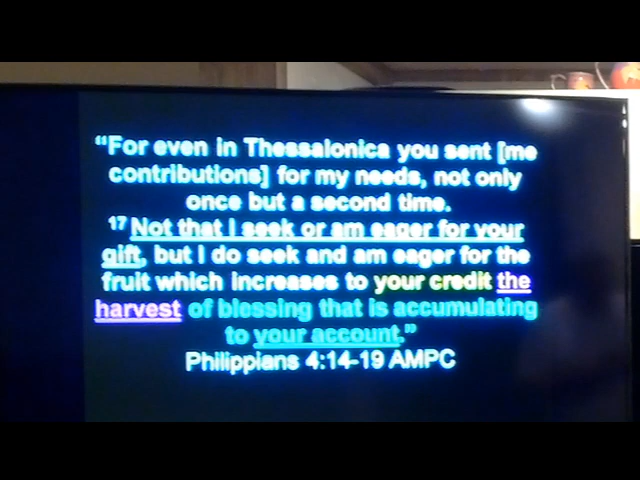 “For even in Thessalonica you sent [me
contributions] for my needs, not only
once but a second time.
17 Not that I seek or am eager for your
gift, but I do seek and am eager for the
fruit which increases to your credit the
harvest of blessing that is accumulating
to your account.”
Philippians 4:14-19 AMPC